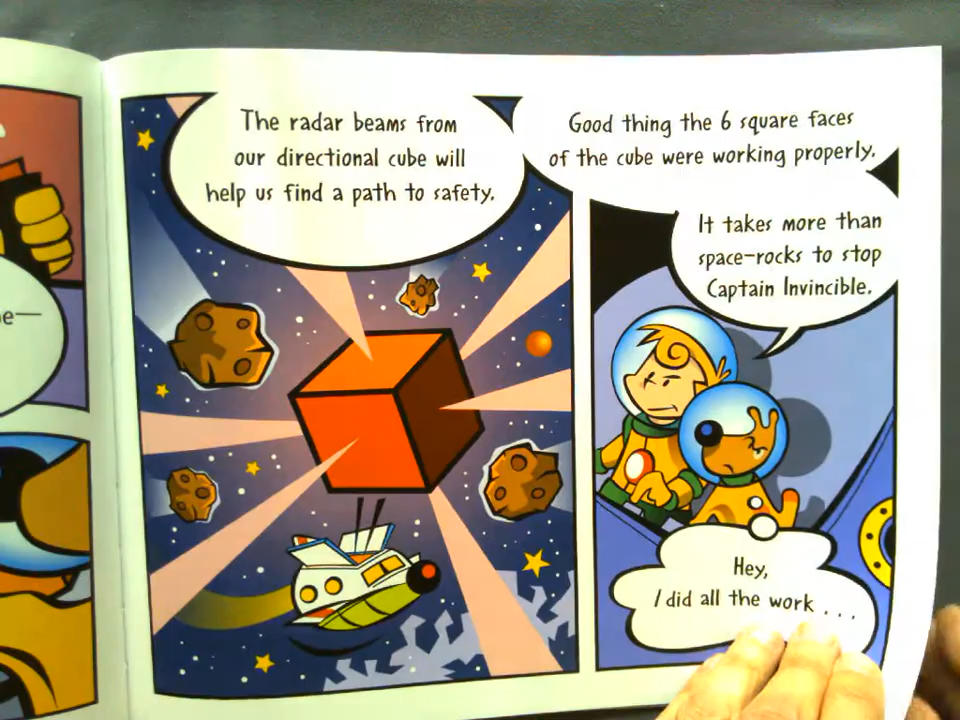 e—
The radar beams from
our directional cube will
help us find a path to safety.
Good thing the 6 square faces
of the cube were working properly.
It takes more than
space-rocks to stop
Captain Invincible.
Hey,
I did all the work . . .